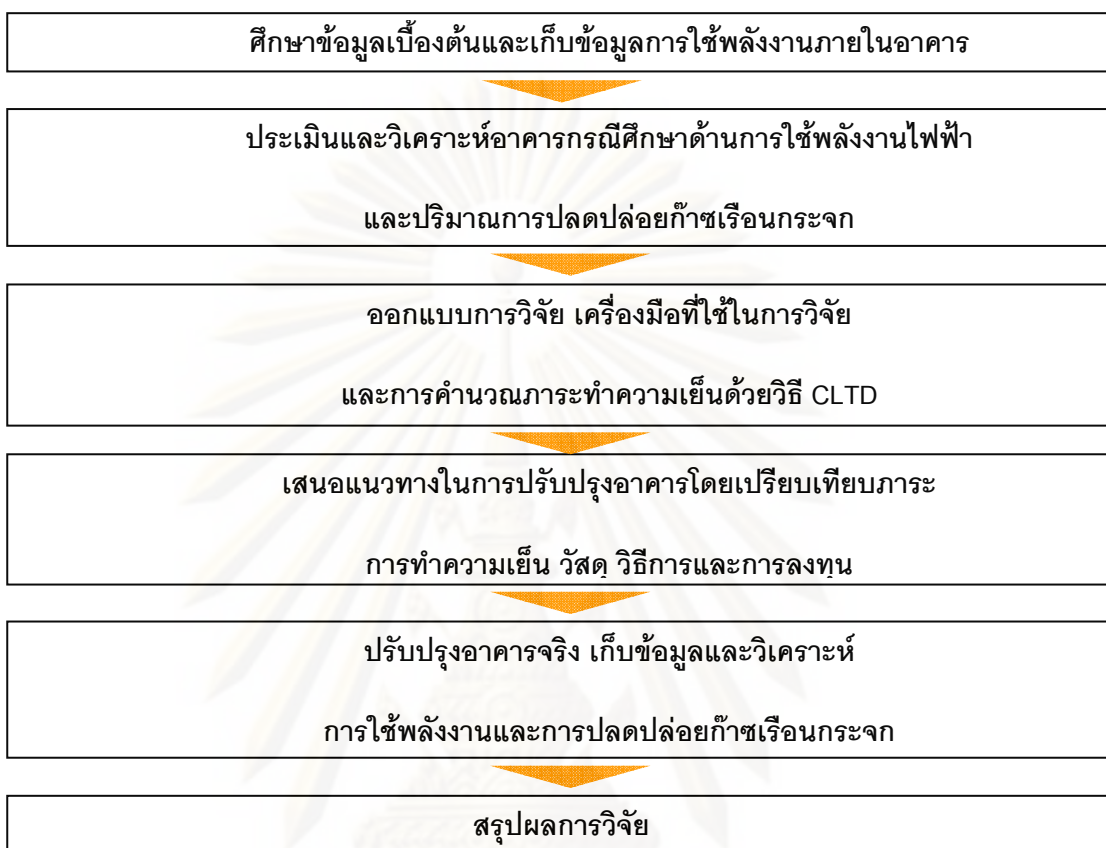 ศึกษาข้อมูลเบื้องต้นและเก็บข้อมูลการใช้พลังงานภายในอาคาร
ประเมินและวิเคราะห์อาคารกรณีศึกษาด้านการใช้พลังงานไฟฟ้า
และปริมาณการปลดปล่อยก๊าซเรือนกระจก
ออกแบบการวิจัย เครื่องมือที่ใช้ในการวิจัย
และการคำนวณภาระทำความเย็นด้วยวิธี CLTD
เสนอแนวทางในการปรับปรุงอาคารโดยเปรียบเทียบภาระ
การทำความเย็น วัสดุ วิธีการและการลงทุน
ปรับปรุงอาคารจริง เก็บข้อมูลและวิเคราะห์
การใช้พลังงานและการปลดปล่อยก๊าซเรือนกระจก
สรุปผลการวิจัย